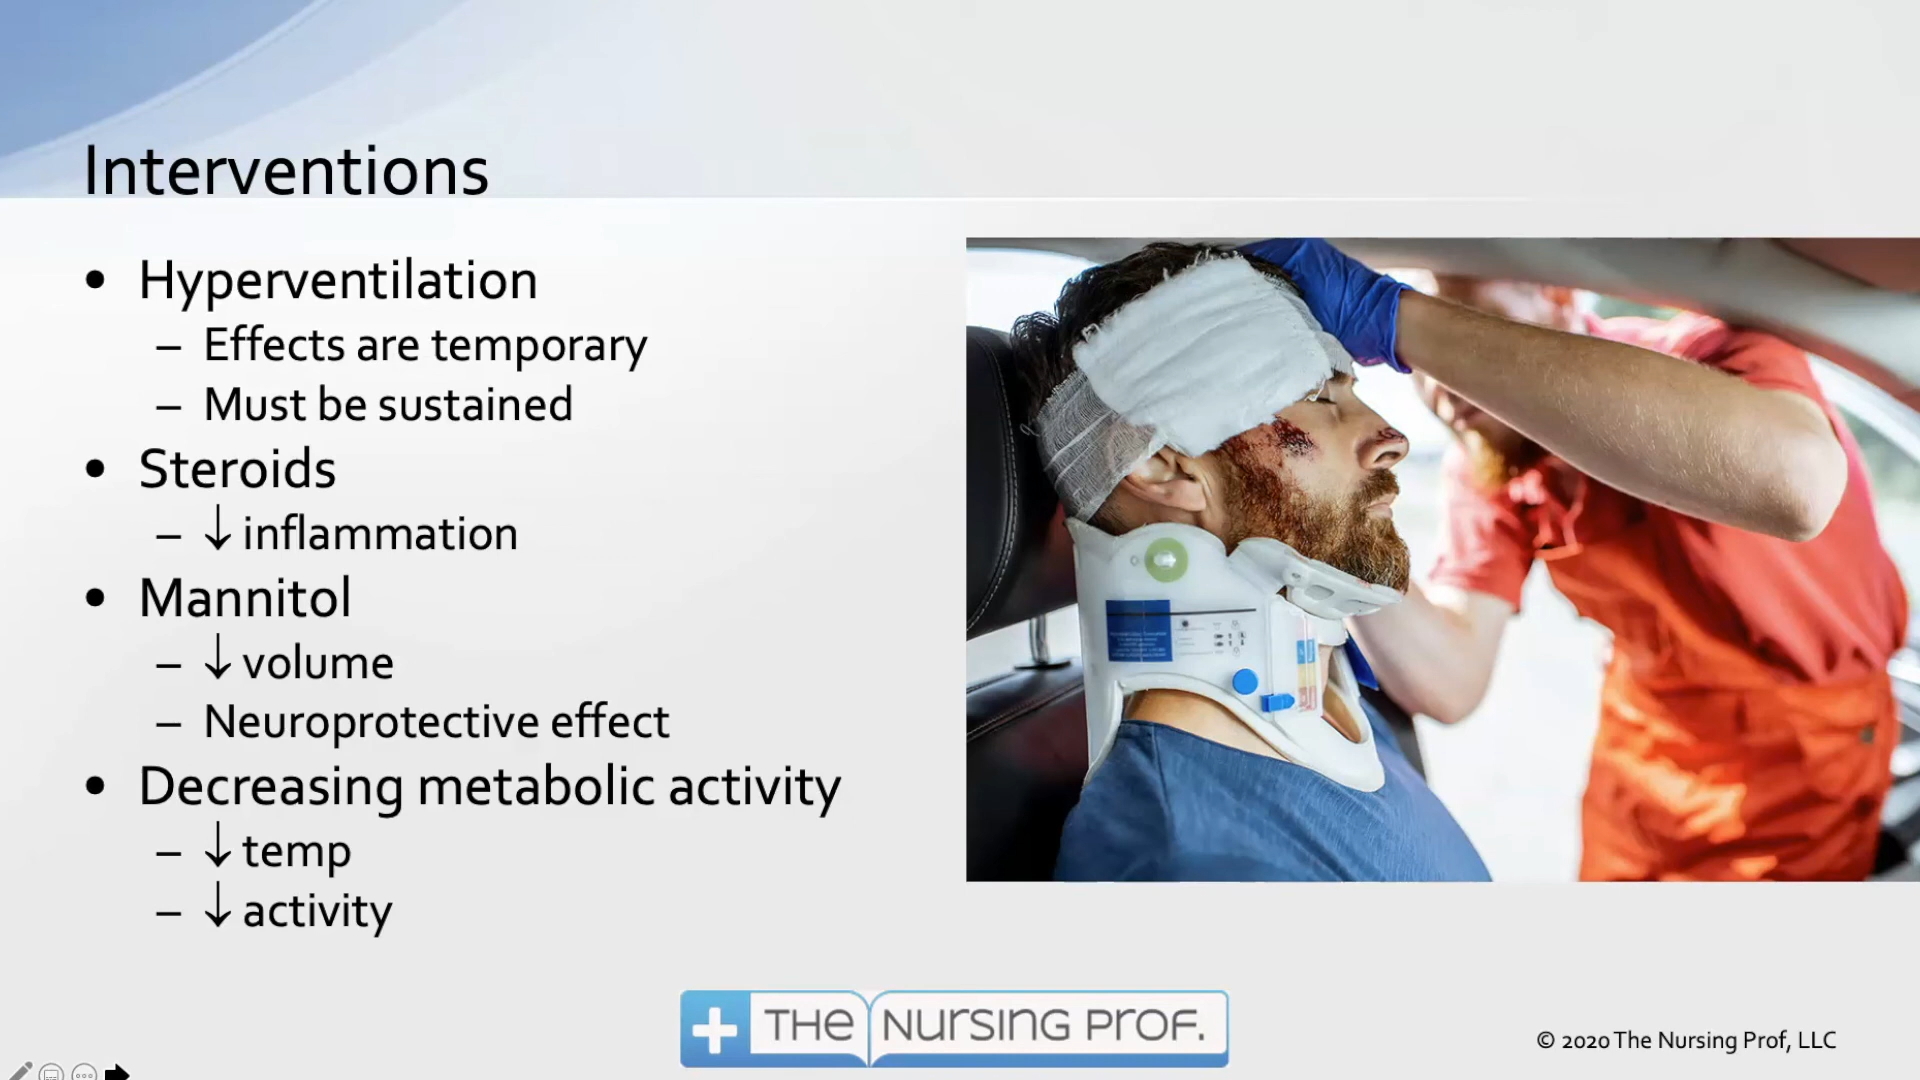 Interventions
• Hyperventilation
– Effects are temporary
– Must be sustained
• Steroids
– ↓ inflammation
• Mannitol
– ↓ volume
– Neuroprotective effect
• Decreasing metabolic activity
– ↓ temp
– ↓ activity
THE NURSING PROF.
© 2020 The Nursing Prof, LLC